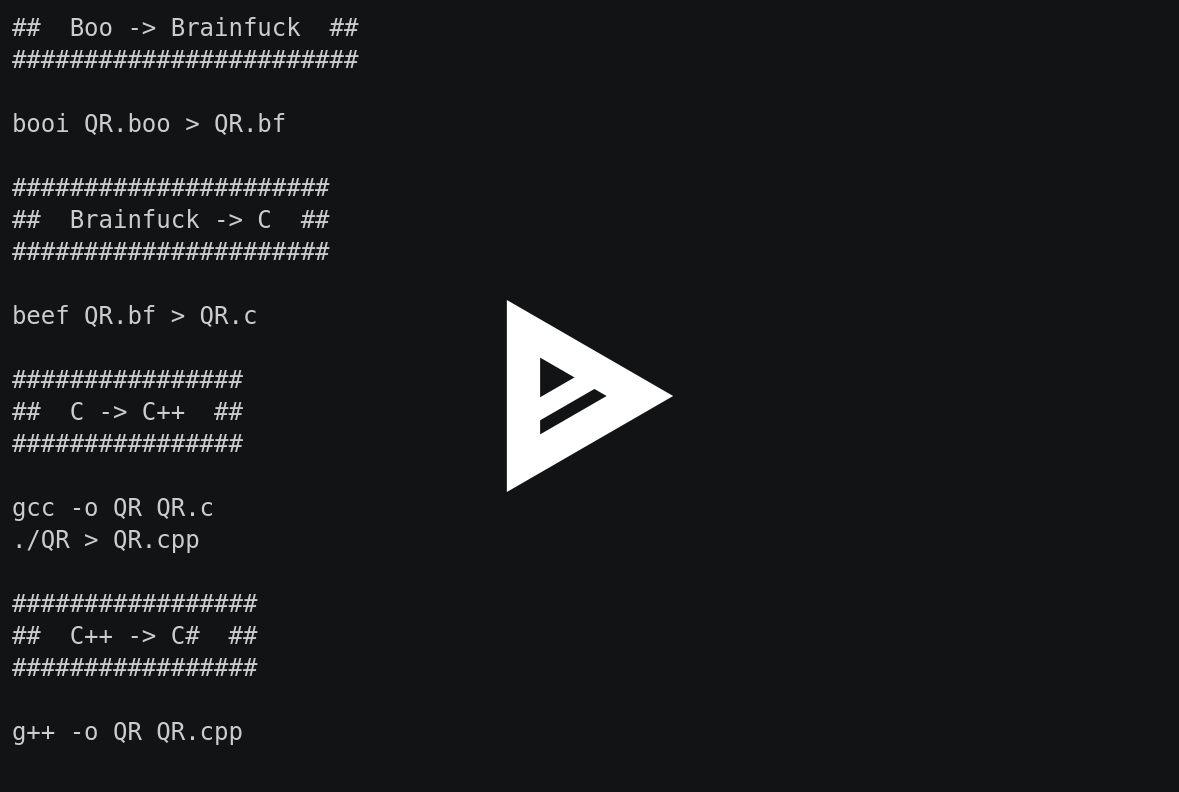 ##  Boo -> Brainfuck  ##
########################
booi QR.boo > QR.bf
######################
##  Brainfuck -> C  ##
######################
beef QR.bf > QR.c
################
##  C -> C++  ##
################
gcc -o QR QR.c
./QR > QR.cpp
#################
##  C++ -> C#  ##
#################
g++ -o QR QR.cpp